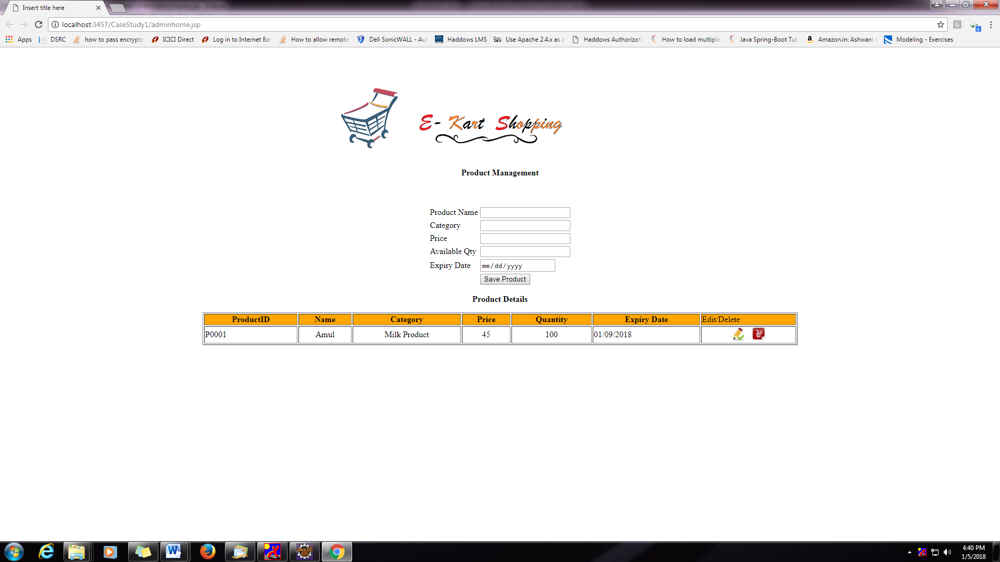 Insert title here
localhost:3457/CaseStudy1/adminhome.jsp
Apps DSRC how to pass encrypte ICICI Direct Log in to Internet Ban How to allow remote Dell SonicWALL - Aut Haddows LMS Use Apache 2.4.x as a Haddows Authorizati How to load multiple Java Spring-Boot Tut Amazon.in: Ashwani Modeling - Exercises
E- Kart Shopping
Product Management
Product Name
Category
Price
Available Qty
Expiry Date mm/dd/yyyy
Save Product
Product Details
ProductID Name Category Price Quantity Expiry Date Edit/Delete
P0001 Amul Milk Product 45 100 01/09/2018
Java EE
IDE
4:40 PM
1/5/2018